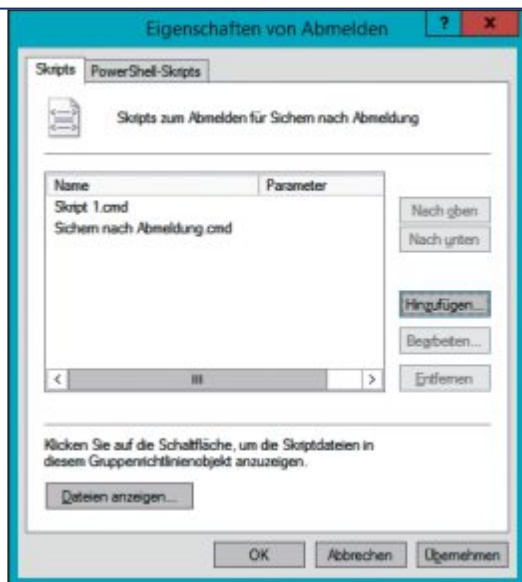 Eigenschaften von Abmelden
? x
Skripts PowerShell-Skripts
Skripts zum Abmelden für Sichern nach Abmeldung
Name Parameter
Skript 1.cmd
Sichern nach Abmeldung.cmd
Nach oben
Nach unten
Hinzufügen...
Bearbeiten...
Entfernen
Klicken Sie auf die Schaltfläche, um die Skriptdateien in
diesem Gruppenrichtlinienobjekt anzuzeigen.
Dateien anzeigen...
OK Abbrechen Übernehmen